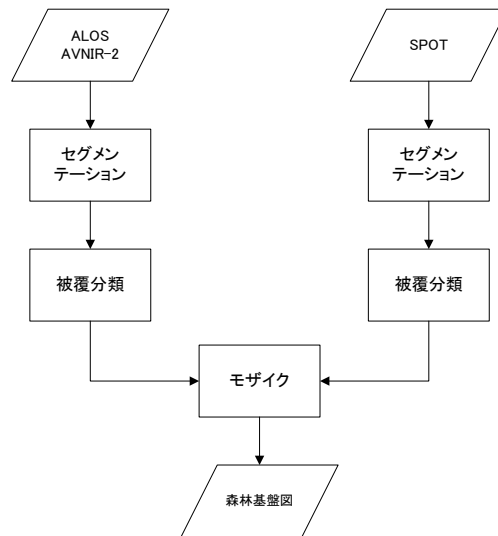 ALOS
AVNIR-2
SPOT
セグメン
テーション
セグメン
テーション
被覆分類
被覆分類
モザイク
森林基盤図